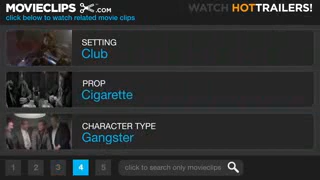 MOVIECLIPS.COM
WATCH HOTTRAILERS!
click below to watch related movie clips
SETTING
Club
PROP
Cigarette
CHARACTER TYPE
Gangster
1 2 3 4 5 click to search only movieclips